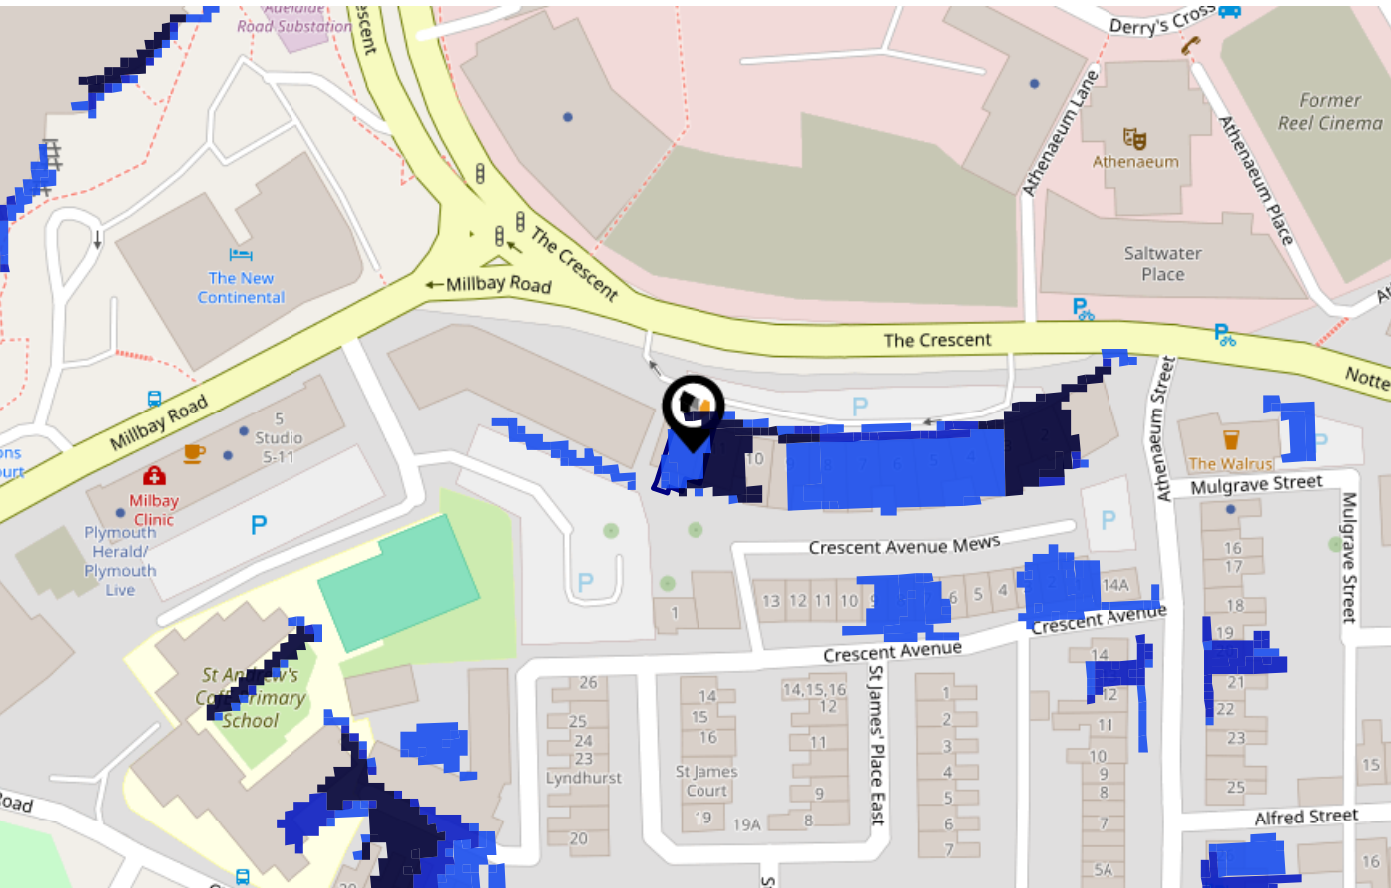 Adelaide
Road Substation
escent
Derry's Cross
Former
Reel Cinema
Athenaeum Lane
Athenaeum
Athenaeum Place
The Crescent
Saltwater
Place
The New
Continental
Millbay Road
P
The Crescent
P
Notte
Athenaeum Street
Millbay Road
5
Studio
5-11
P
2
The Walrus
P
10
8
7
6
5
4
Mulgrave Street
Milbay
Clinic
P
P
Mulgrave Street
Plymouth
Herald/
Plymouth
Live
Crescent Avenue Mews
16
17
P
13
12
11
10
9
6
5
4
2
14A
18
1
Crescent Avenue
19
Crescent Avenue
14
21
St Andrew's
CofE Primary
School
26
14
14,15,16
12
1
12
22
25
15
2
11
24
16
11
3
23
23
10
Lyndhurst
St James
Court
St James' Place East
4
9
15
9
5
8
25
Road
19
19A
8
6
7
Alfred Street
20
7
16
5A